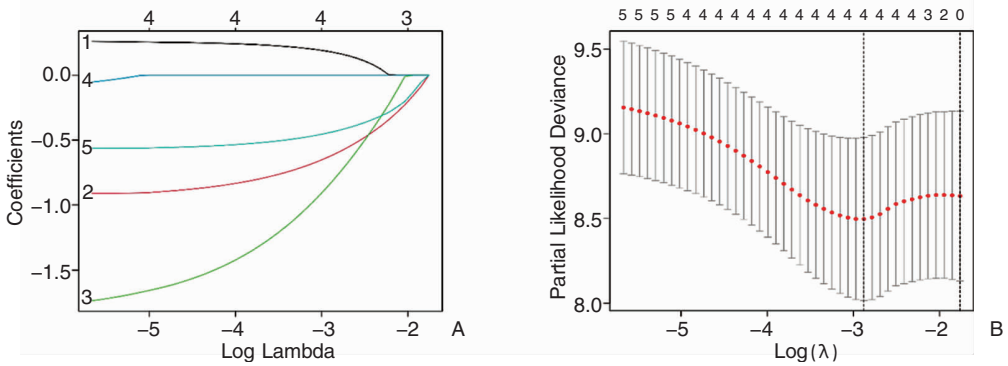 4 4 4 3
Coefficients
0.0
−0.5
−1.0
−1.5
1
4
5
2
3
−5 −4 −3 −2
Log Lambda
A
5 5 5 5 4 4 4 4 4 4 4 4 4 4 4 4 4 3 2 0
Partial Likelihood Deviance
9.5
9.0
8.5
8.0
−5 −4 −3 −2
Log(λ)
B